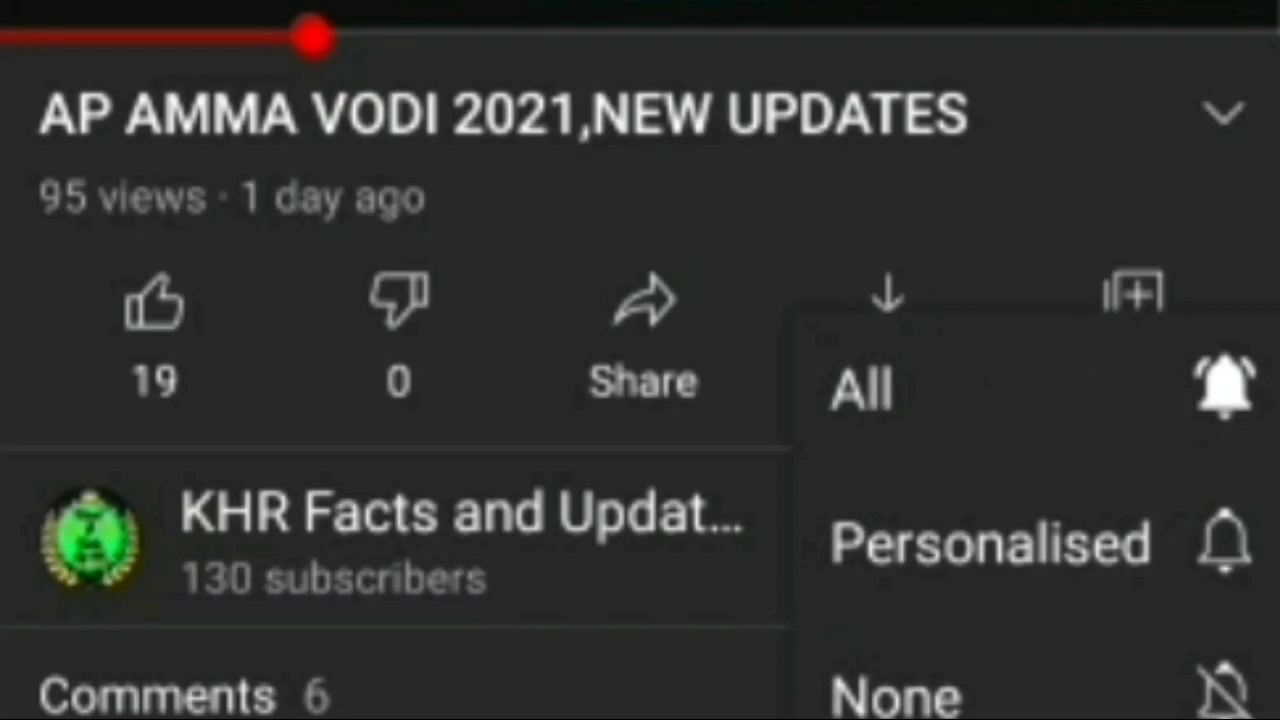 AP AMMA VODI 2021,NEW UPDATES
95 views · 1 day ago
19
0
Share
All
KHR Facts and Updat...
130 subscribers
Personalised
Comments 6
None